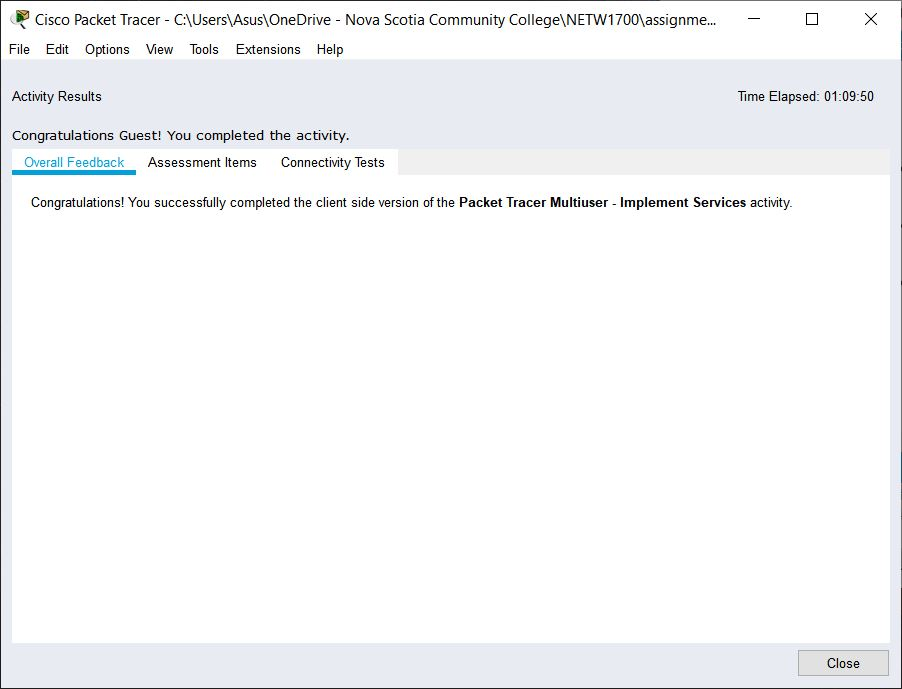 Cisco Packet Tracer - C:\Users\Asus\OneDrive - Nova Scotia Community College\NETW1700\assignme...
File Edit Options View Tools Extensions Help
Activity Results Time Elapsed: 01:09:50
Congratulations Guest! You completed the activity.
Overall Feedback Assessment Items Connectivity Tests
Congratulations! You successfully completed the client side version of the Packet Tracer Multiuser - Implement Services activity.
Close